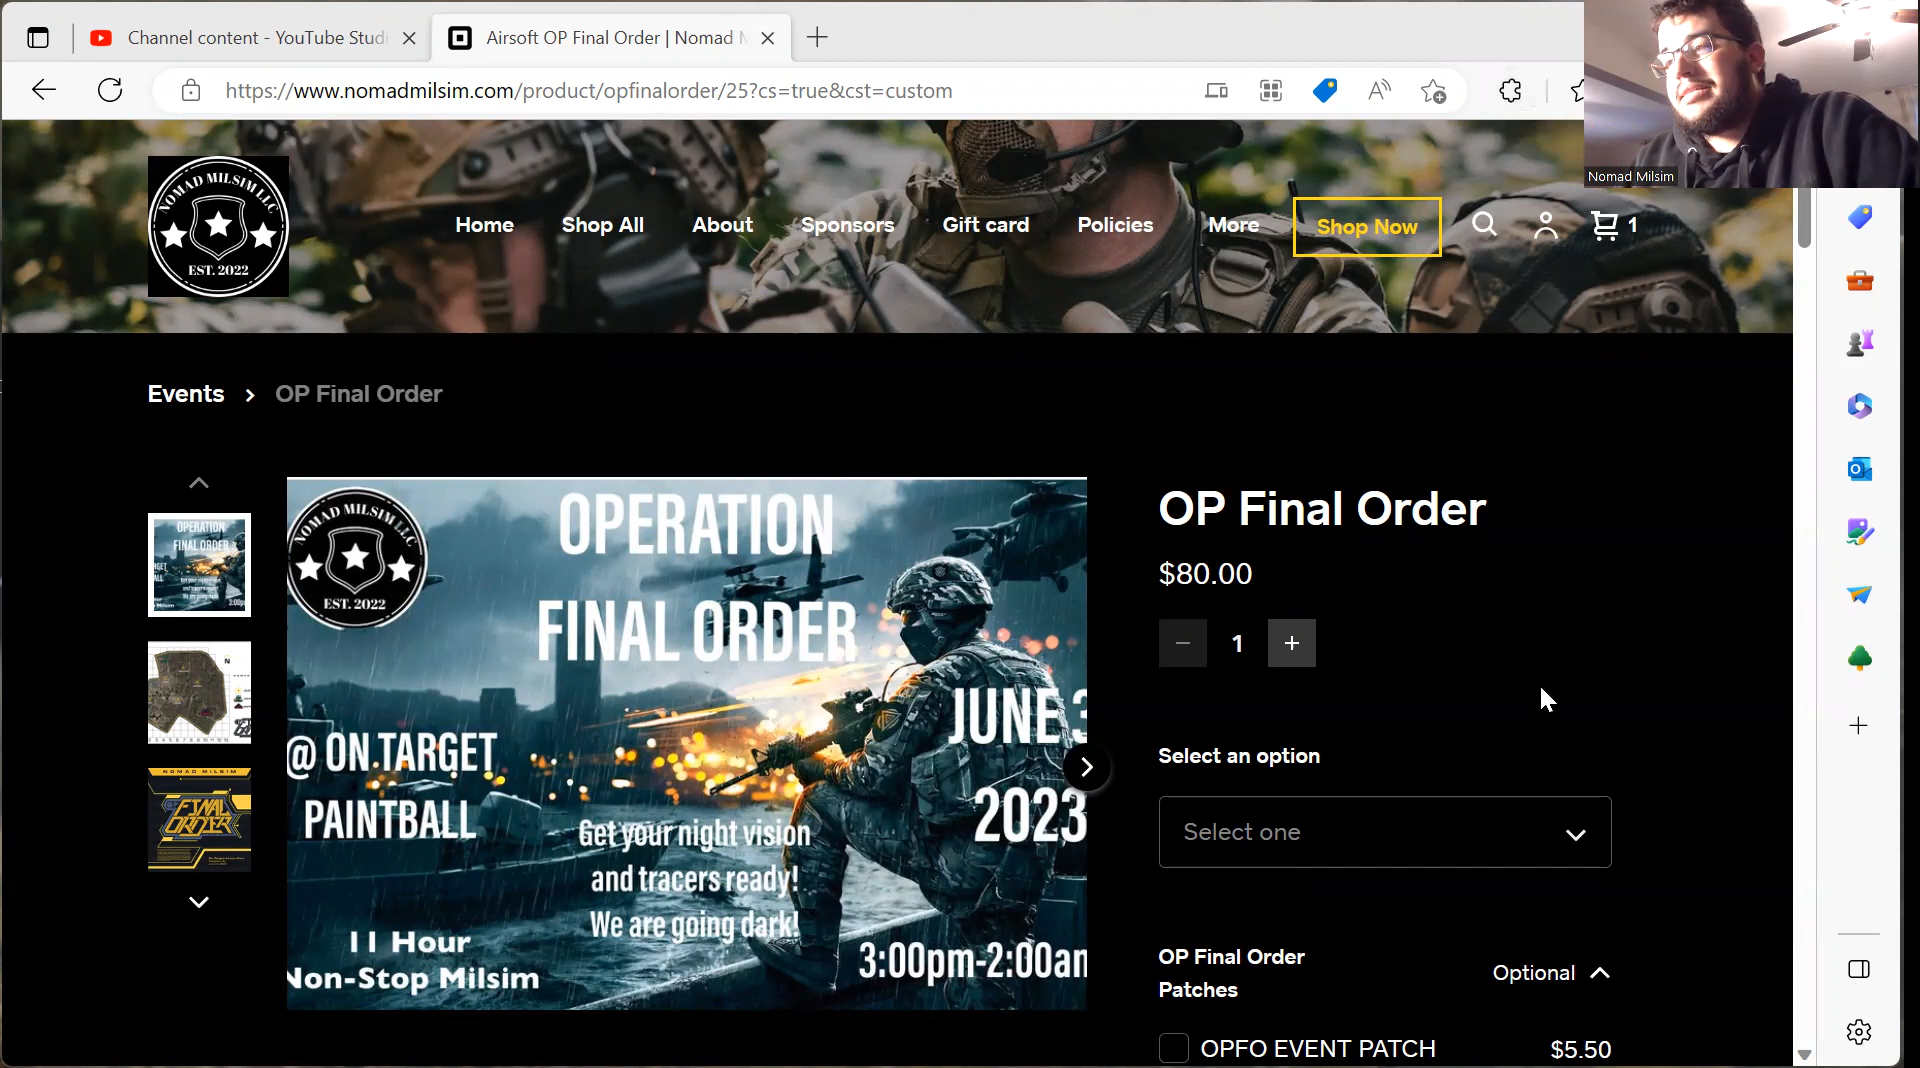 Channel content - YouTube Studi
Airsoft OP Final Order | Nomad M
https://www.nomadmilsim.com/product/opfinalorder/25?cs=true&cst=custom
Nomad Milsim
NOMAD MILSIM LLC
EST. 2022
Home
Shop All
About
Sponsors
Gift card
Policies
More
Shop Now
1
Events > OP Final Order
OPERATION
FINAL ORDER
NOMAD MILSIM
FINAL
ORDER
NOMAD MILSIM LLC
EST. 2022
OPERATION
FINAL ORDER
JUNE 3
2023
@ ON TARGET
PAINTBALL
Get your night vision
and tracers ready!
We are going dark!
11 Hour
Non-Stop Milsim
3:00pm-2:00am
OP Final Order
$80.00
− 1 +
Select an option
Select one
OP Final Order
Patches
Optional
OPFO EVENT PATCH
$5.50